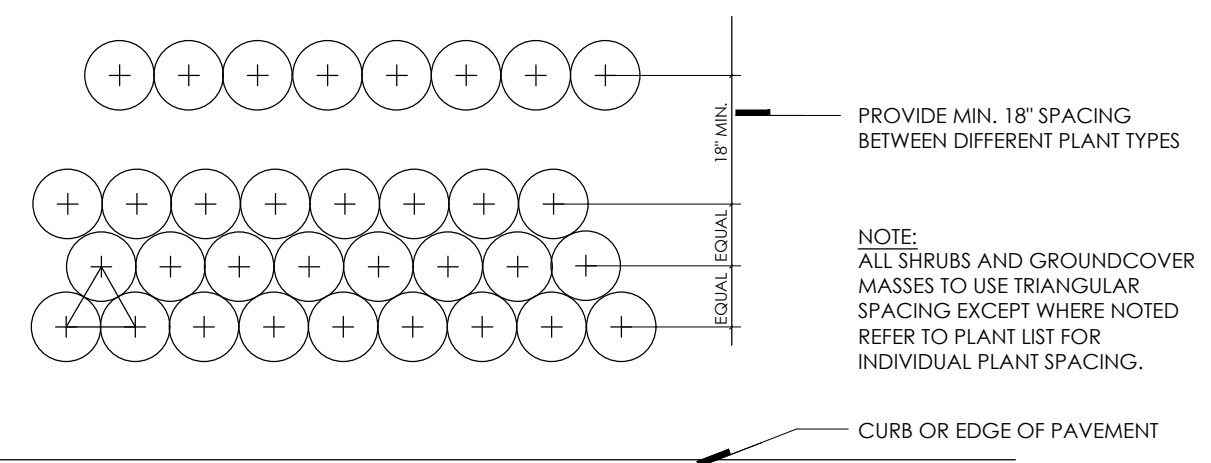 18" MIN.
EQUAL
EQUAL
PROVIDE MIN. 18" SPACING
BETWEEN DIFFERENT PLANT TYPES
NOTE:
ALL SHRUBS AND GROUNDCOVER
MASSES TO USE TRIANGULAR
SPACING EXCEPT WHERE NOTED
REFER TO PLANT LIST FOR
INDIVIDUAL PLANT SPACING.
CURB OR EDGE OF PAVEMENT